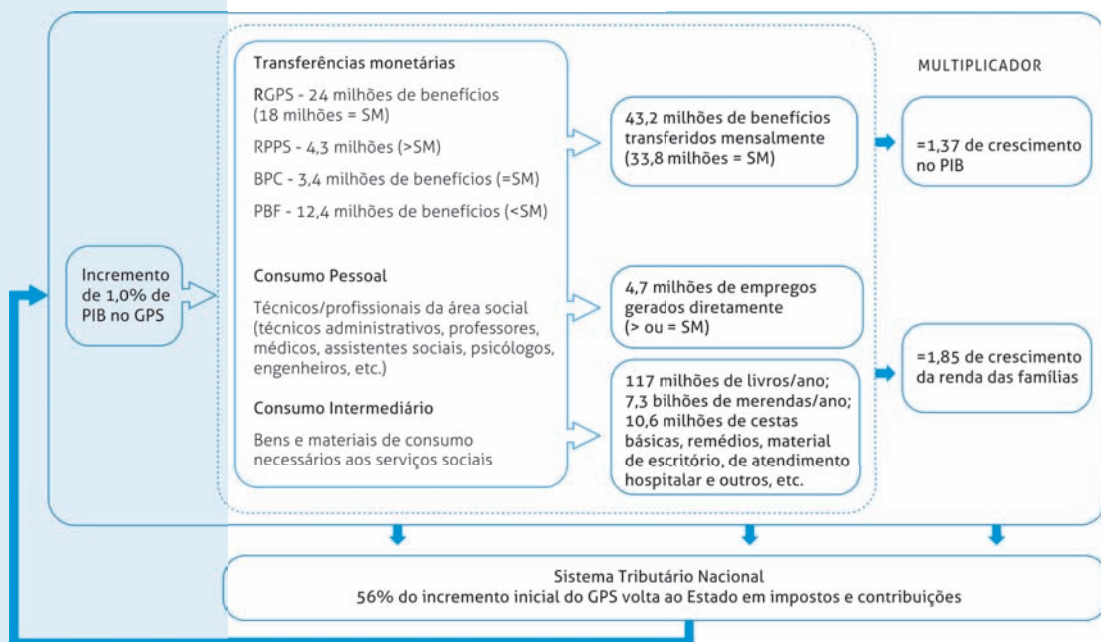 Incremento
de 1,0% de
PIB no GPS
Transferências monetárias
RGPS - 24 milhões de benefícios
(18 milhões = SM)
RPPS - 4,3 milhões (>SM)
BPC - 3,4 milhões de benefícios (=SM)
PBF - 12,4 milhões de benefícios (<SM)
Consumo Pessoal
Técnicos/profissionais da área social
(técnicos administrativos, professores,
médicos, assistentes sociais, psicólogos,
engenheiros, etc.)
Consumo Intermediário
Bens e materiais de consumo
necessários aos serviços sociais
43,2 milhões de benefícios
transferidos mensalmente
(33,8 milhões = SM)
4,7 milhões de empregos
gerados diretamente
(> ou = SM)
117 milhões de livros/ano;
7,3 bilhões de merendas/ano;
10,6 milhões de cestas
básicas, remédios, material
de escritório, de atendimento
hospitalar e outros, etc.
MULTIPLICADOR
=1,37 de crescimento
no PIB
=1,85 de crescimento
da renda das famílias
Sistema Tributário Nacional
56% do incremento inicial do GPS volta ao Estado em impostos e contribuições